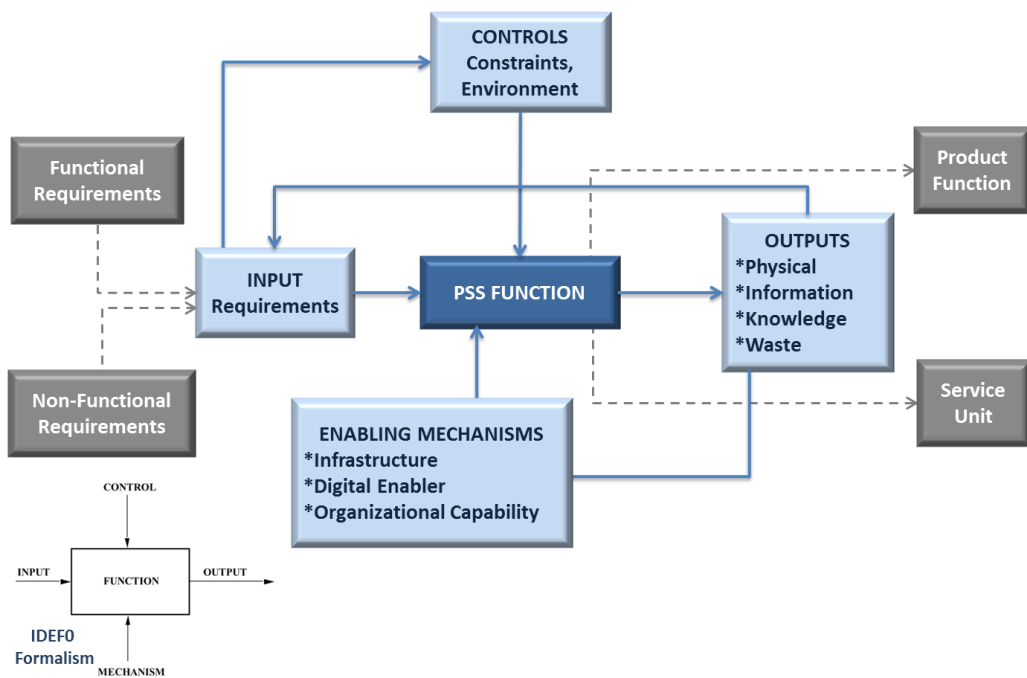 CONTROLS
Constraints,
Environment
Functional
Requirements
Product
Function
INPUT
Requirements
PSS FUNCTION
OUTPUTS
*Physical
*Information
*Knowledge
*Waste
Non-Functional
Requirements
Service
Unit
ENABLING MECHANISMS
*Infrastructure
*Digital Enabler
*Organizational Capability
CONTROL
INPUT
FUNCTION
OUTPUT
IDEF0
Formalism
MECHANISM